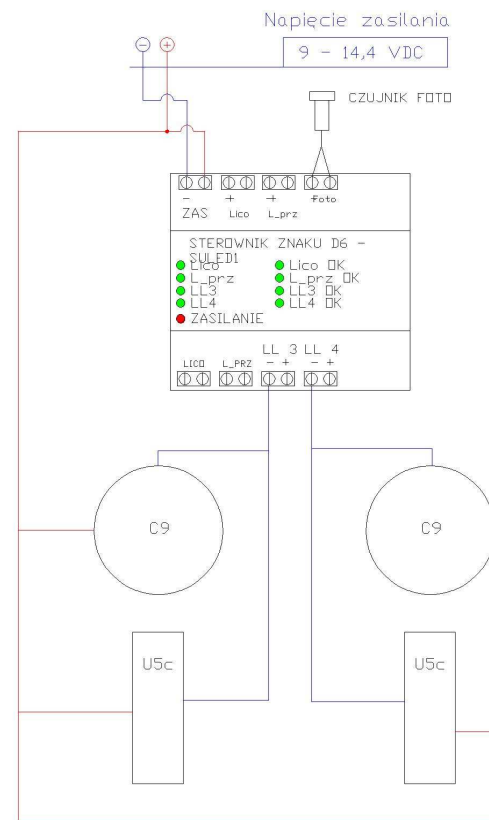 Napięcie zasilania
9 - 14,4 VDC
- +
CZUJNIK FOTO
- + + Foto
ZAS Lico L_prz
STEROWNIK ZNAKU D6 -
SULED1
Lico Lico OK
L_prz L_prz OK
LL3 LL3 OK
LL4 LL4 OK
ZASILANIE
LL 3 LL 4
LICO L_PRZ - + - +
C9 C9
U5c U5c